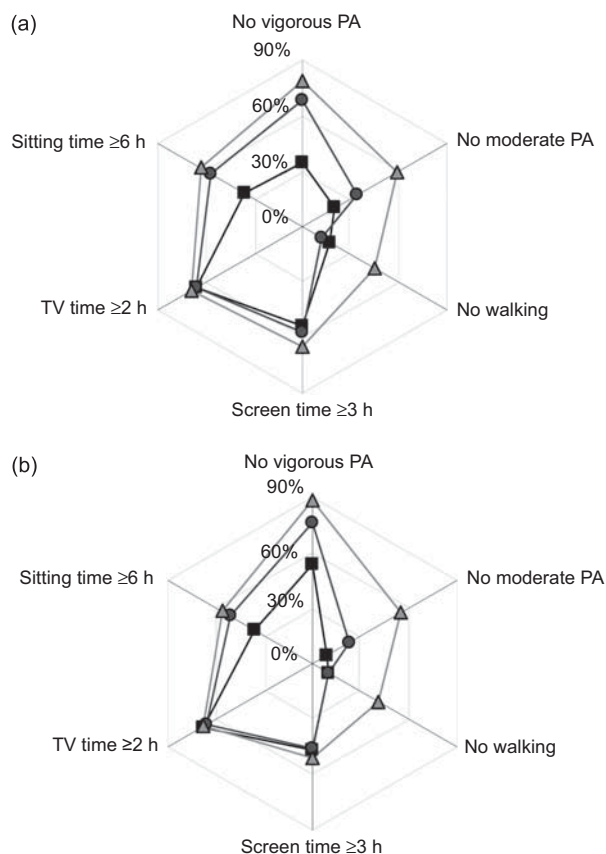 (a)
No vigorous PA
90%
60%
30%
0%
Sitting time ≥6 h
No moderate PA
TV time ≥2 h
No walking
Screen time ≥3 h
(b)
No vigorous PA
90%
60%
30%
0%
Sitting time ≥6 h
No moderate PA
TV time ≥2 h
No walking
Screen time ≥3 h